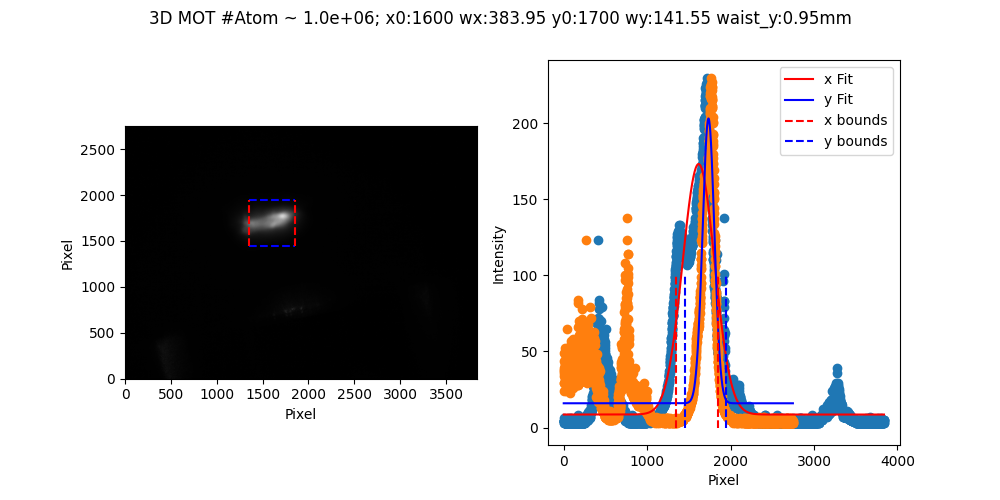 3D MOT #Atom ~ 1.0e+06; x0:1600 wx:383.95 y0:1700 wy:141.55 waist_y:0.95mm
2500
2000
1500
1000
500
0
Pixel
0 500 1000 1500 2000 2500 3000 3500
Pixel
x Fit
y Fit
x bounds
y bounds
200
150
100
50
0
Intensity
0 1000 2000 3000 4000
Pixel